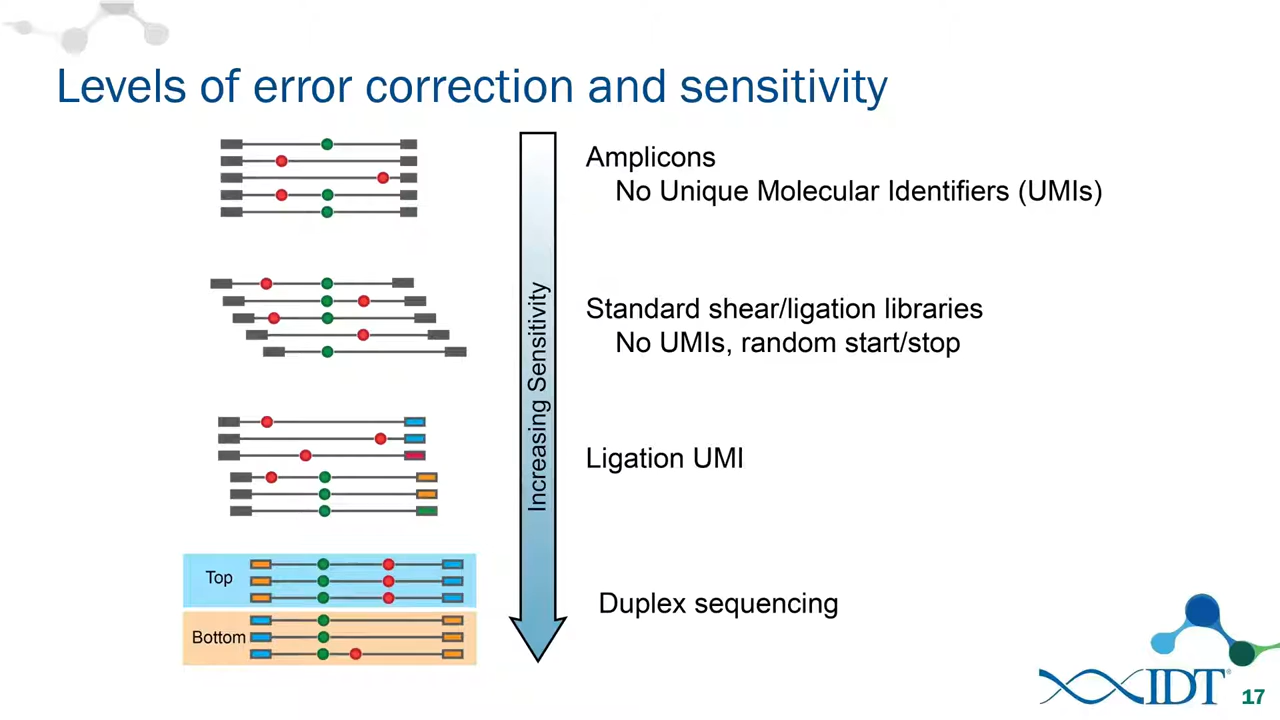 Levels of error correction and sensitivity
Amplicons
No Unique Molecular Identifiers (UMIs)
Standard shear/ligation libraries
No UMIs, random start/stop
Increasing Sensitivity
Ligation UMI
Top
Bottom
Duplex sequencing
IDT®
17